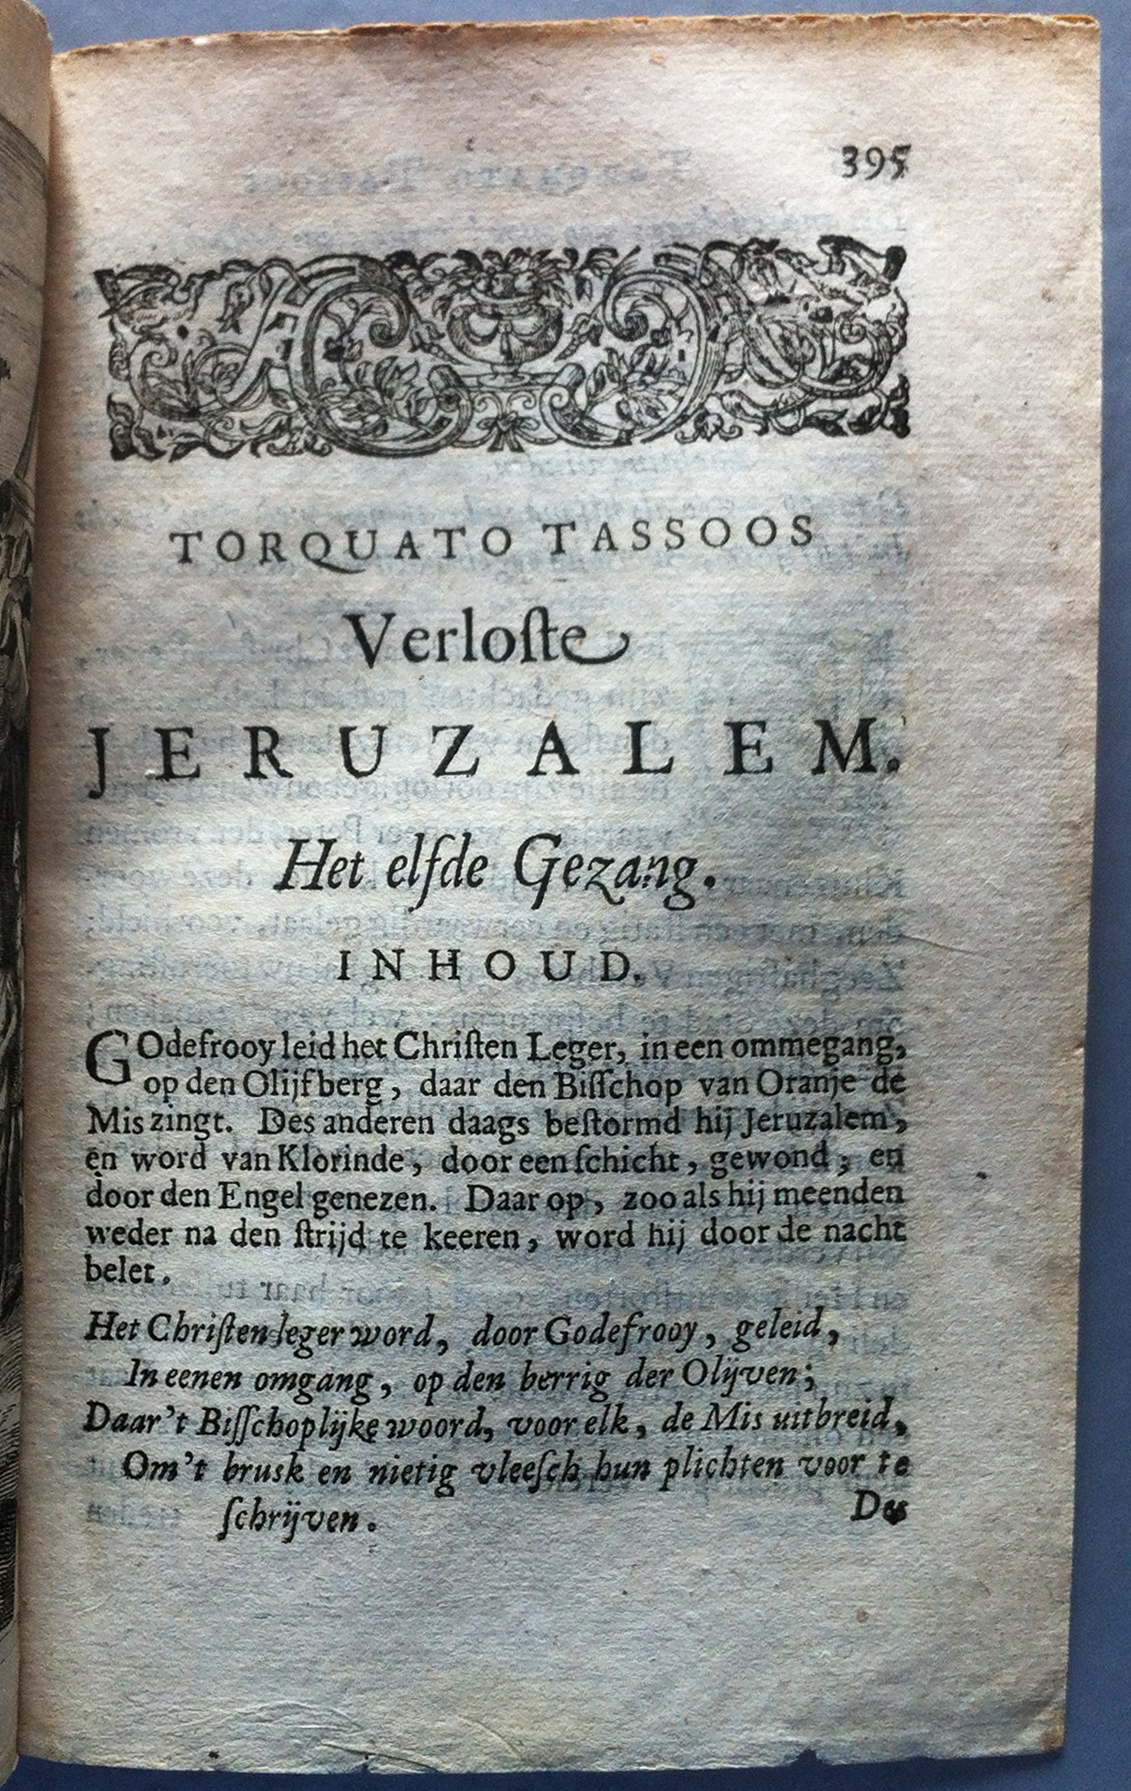 395
TORQUATO TASSOOS
Verloſte
JERUZALEM.
Het elfde Gezang.
INHOUD.
GOdefrooy leid het Chriſten Leger, in een ommegang,
op den Olijfberg, daar den Biſſchop van Oranje de
Mis zingt. Des anderen daags beſtormd hij Jeruzalem,
en word van Klorinde, door een ſchicht, gewond; en
door den Engel genezen. Daar op, zoo als hij meenden
weder na den ſtrijd te keeren, word hij door de nacht
belet.
Het Chriſten leger word, door Godefrooy, geleid,
In eenen omgang, op den berrig der Olijven;
Daar't Biſſchoplijke woord, voor elk, de Mis uitbreid,
Om't brusk en nietig vleeſch hun plichten voor te
ſchrijven.
Des